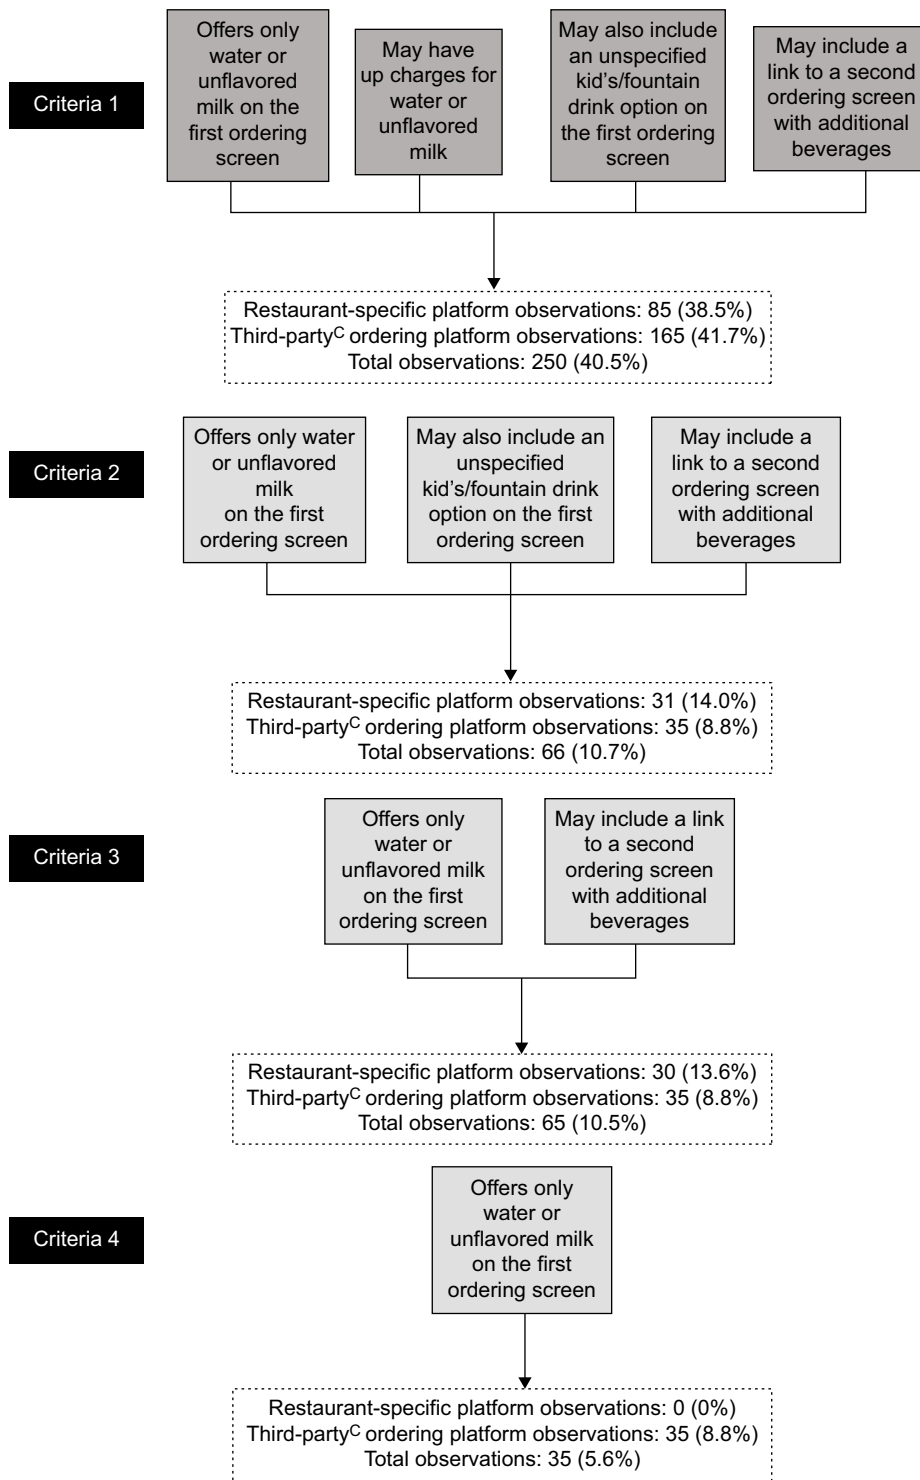 Criteria 1
Offers only
water or
unflavored
milk on the
first ordering
screen
May have
up charges for
water or
unflavored
milk
May also include
an unspecified
kid's/fountain
drink option on
the first ordering
screen
May include a
link to a second
ordering screen
with additional
beverages
Restaurant-specific platform observations: 85 (38.5%)
Third-partyC ordering platform observations: 165 (41.7%)
Total observations: 250 (40.5%)
Criteria 2
Offers only water
or unflavored
milk
on the first
ordering screen
May also include an
unspecified
kid's/fountain drink
option on the first
ordering screen
May include a
link to a second
ordering screen
with additional
beverages
Restaurant-specific platform observations: 31 (14.0%)
Third-partyC ordering platform observations: 35 (8.8%)
Total observations: 66 (10.7%)
Criteria 3
Offers only
water or
unflavored milk
on the first
ordering screen
May include a link
to a second
ordering screen
with additional
beverages
Restaurant-specific platform observations: 30 (13.6%)
Third-partyC ordering platform observations: 35 (8.8%)
Total observations: 65 (10.5%)
Criteria 4
Offers only
water or
unflavored milk
on the first
ordering screen
Restaurant-specific platform observations: 0 (0%)
Third-partyC ordering platform observations: 35 (8.8%)
Total observations: 35 (5.6%)